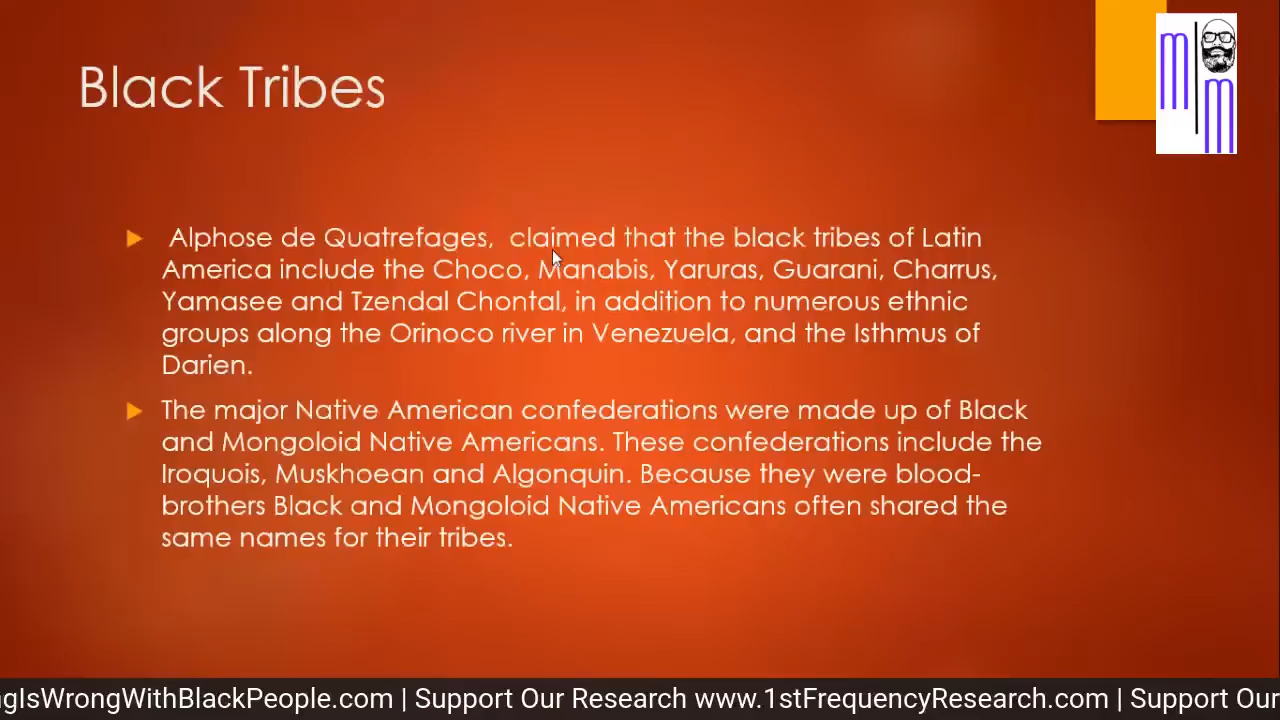 Black Tribes
m
m
Alphose de Quatrefages, claimed that the black tribes of Latin
America include the Choco, Manabis, Yaruras, Guarani, Charrus,
Yamasee and Tzendal Chontal, in addition to numerous ethnic
groups along the Orinoco river in Venezuela, and the Isthmus of
Darien.
The major Native American confederations were made up of Black
and Mongoloid Native Americans. These confederations include the
Iroquois, Muskhoean and Algonquin. Because they were blood-
brothers Black and Mongoloid Native Americans often shared the
same names for their tribes.
ngIsWrongWithBlackPeople.com | Support Our Research www.1stFrequencyResearch.com | Support Our